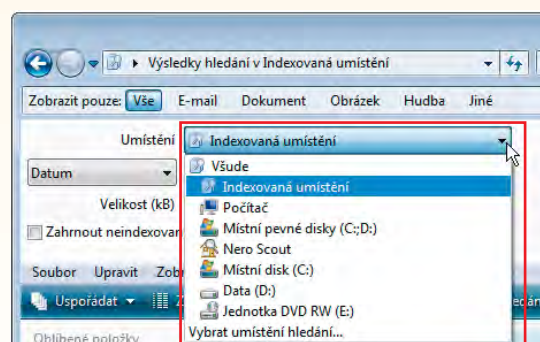 Výsledky hledání v Indexovaná umístění
Zobrazit pouze: Vše E-mail Dokument Obrázek Hudba Jiné
Umístění Indexovaná umístění
Všude
Datum
Indexovaná umístění
Velikost (kB)
Počítač
Místní pevné disky (C:;D:)
Zahrnout
Nero Scout
Soubor Upravit
Místní disk (C:)
Data (D:)
Uspořádat
Jednotka DVD RW (E:)
Vybrat umístění hledání...
Oblíbené položky